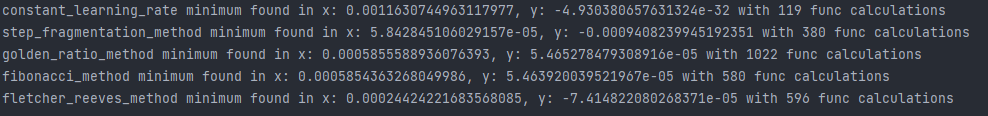 constant_learning_rate minimum found in x: 0.0011630744963117977, y: -4.930380657631324e-32 with 119 func calculations
step_fragmentation_method minimum found in x: 5.842845106029157e-05, y: -0.0009408239945192351 with 380 func calculations
golden_ratio_method minimum found in x: 0.0005855588936076393, y: 5.465278479308916e-05 with 1022 func calculations
fibonacci_method minimum found in x: 0.0005854363268049986, y: 5.463920039521967e-05 with 580 func calculations
fletcher_reeves_method minimum found in x: 0.00024424221683568085, y: -7.414822080268371e-05 with 596 func calculations